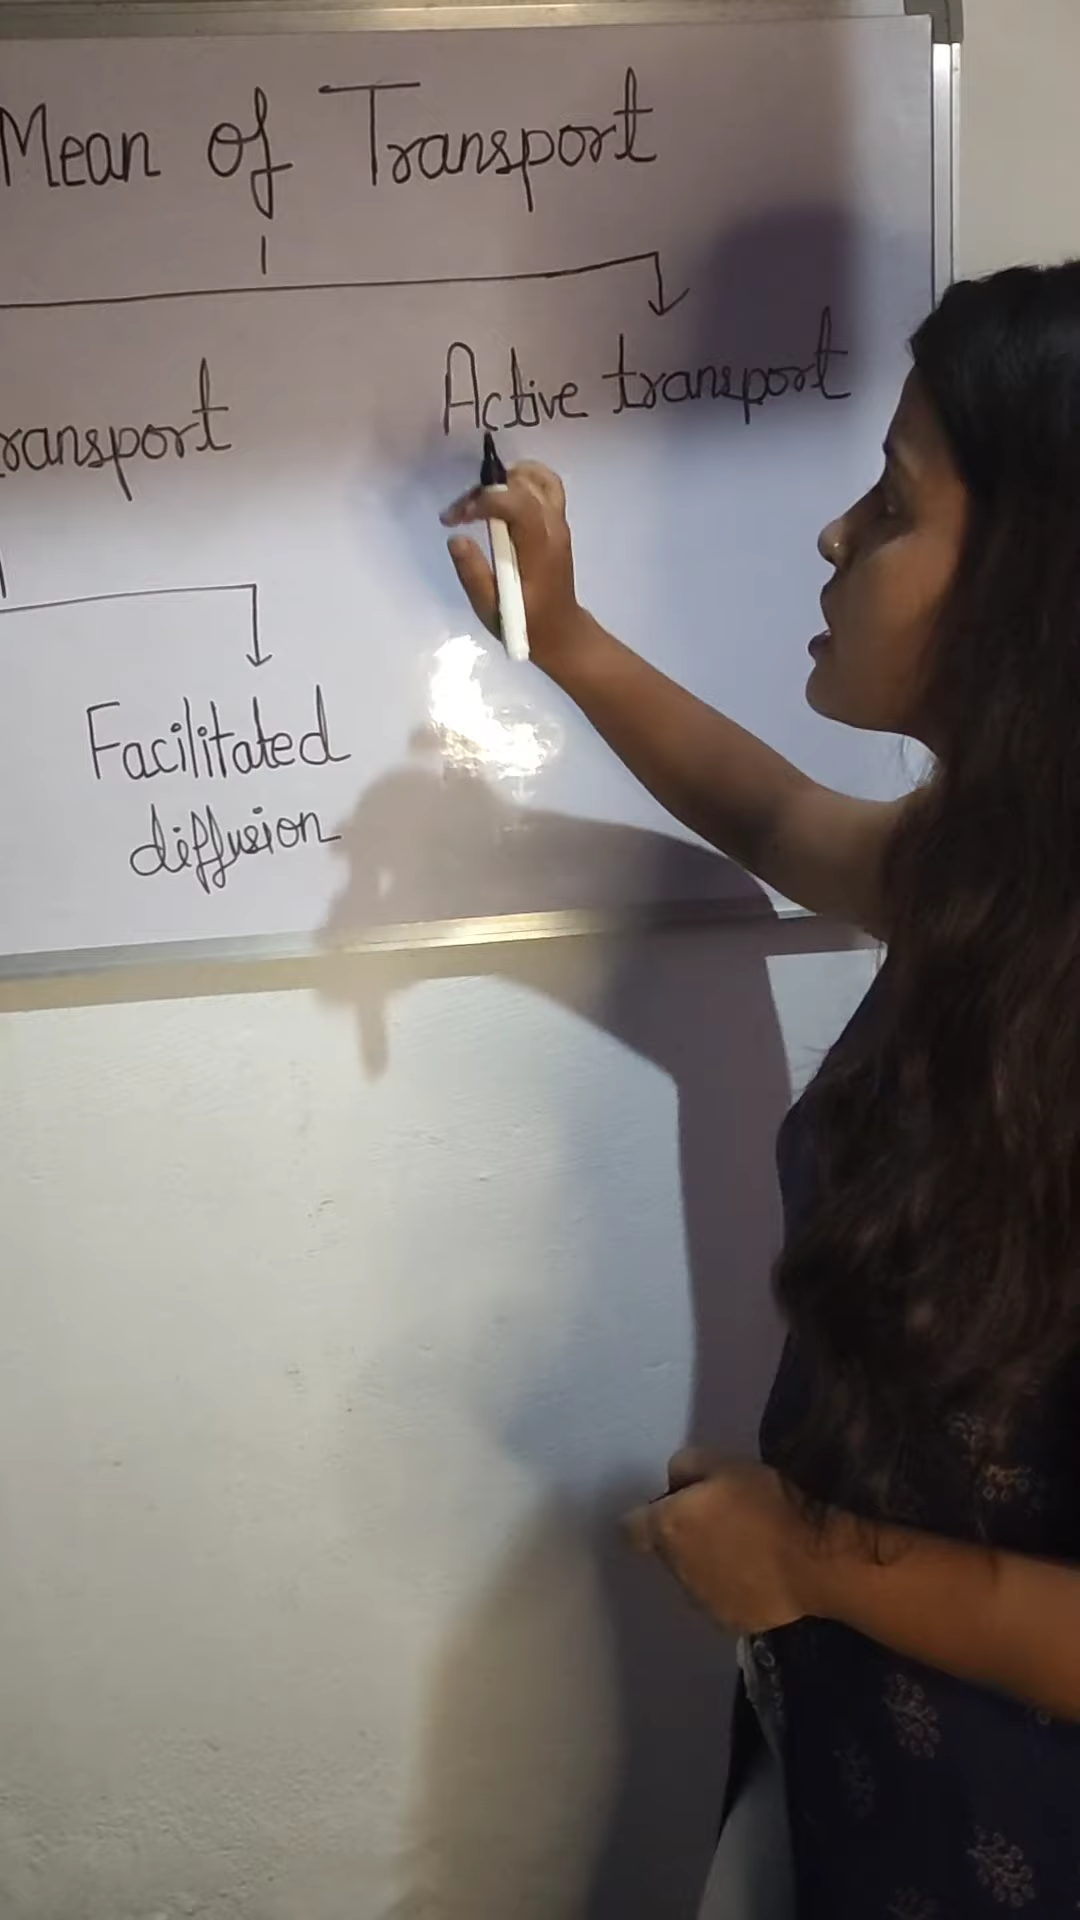 Mean of Transport
ransport
Active transport
Facilitated
diffusion